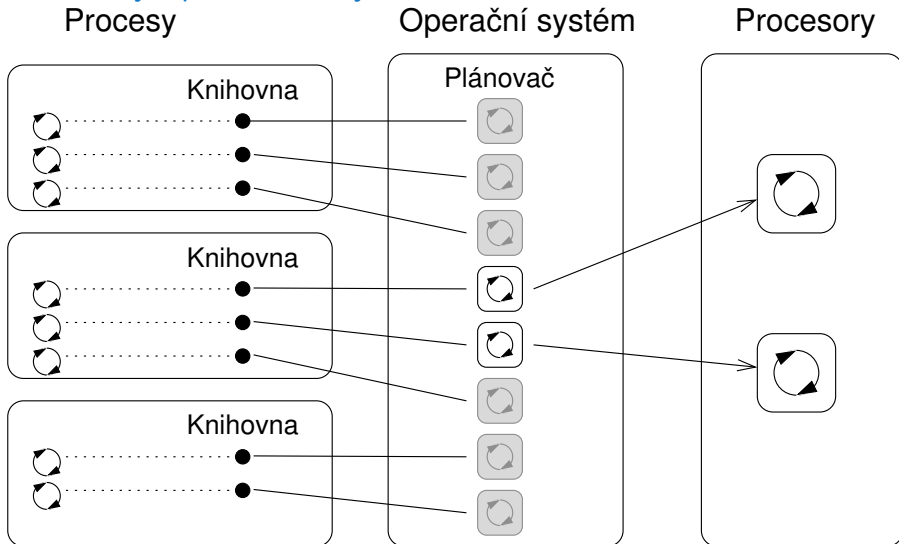 Procesy
Operační systém
Procesory
Knihovna
Plánovač
Knihovna
Knihovna